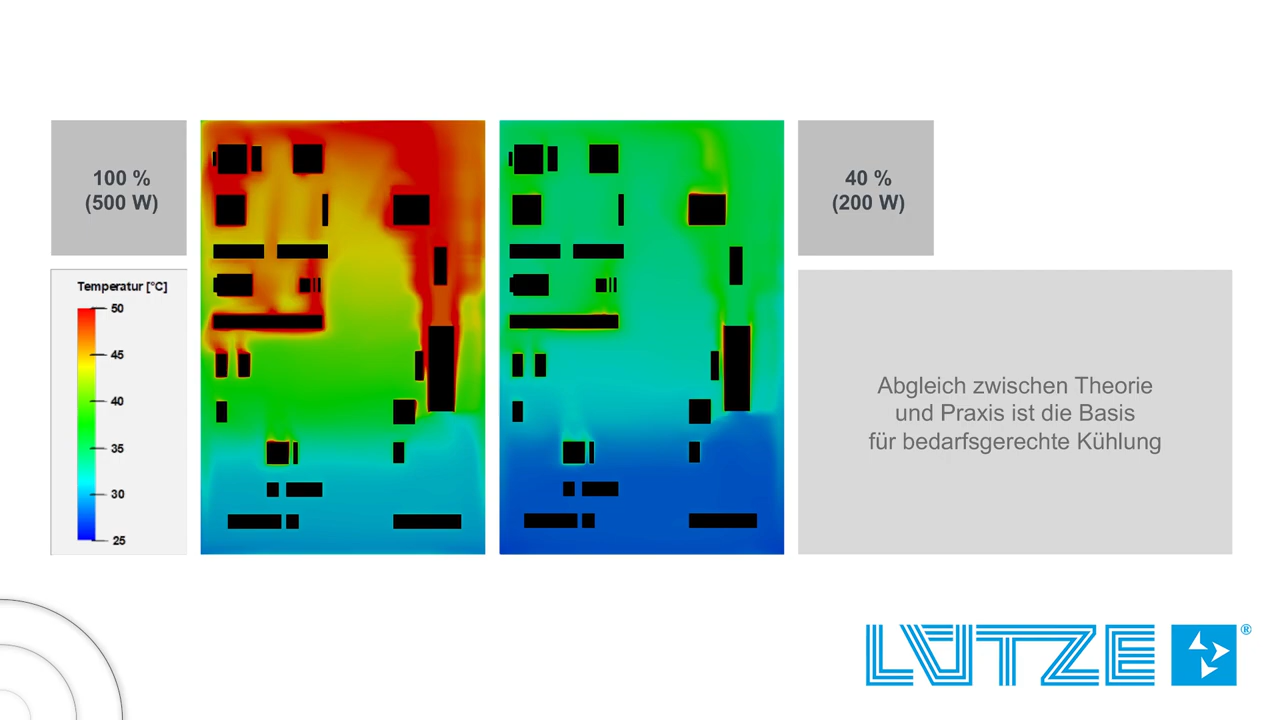 100 %
(500 W)
40 %
(200 W)
Temperatur [°C]
50
45
40
35
30
25
Abgleich zwischen Theorie
und Praxis ist die Basis
für bedarfsgerechte Kühlung
LÜTZE ®